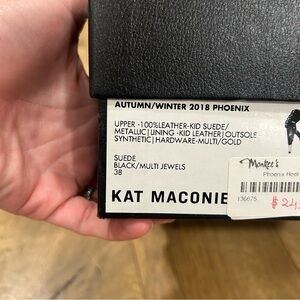 AUTUMN/WINTER 2018 PHOENIX
UPPER -100%LEATHER-KID SUEDE/
METALLIC|LINING -KID LEATHER|OUTSOLE
SYNTHETIC|HARDWARE-MULTI/GOLD
SUEDE
BLACK/MULTI JEWELS
38
KAT MACONIE
Monkee's
Phoenix Heel
136675